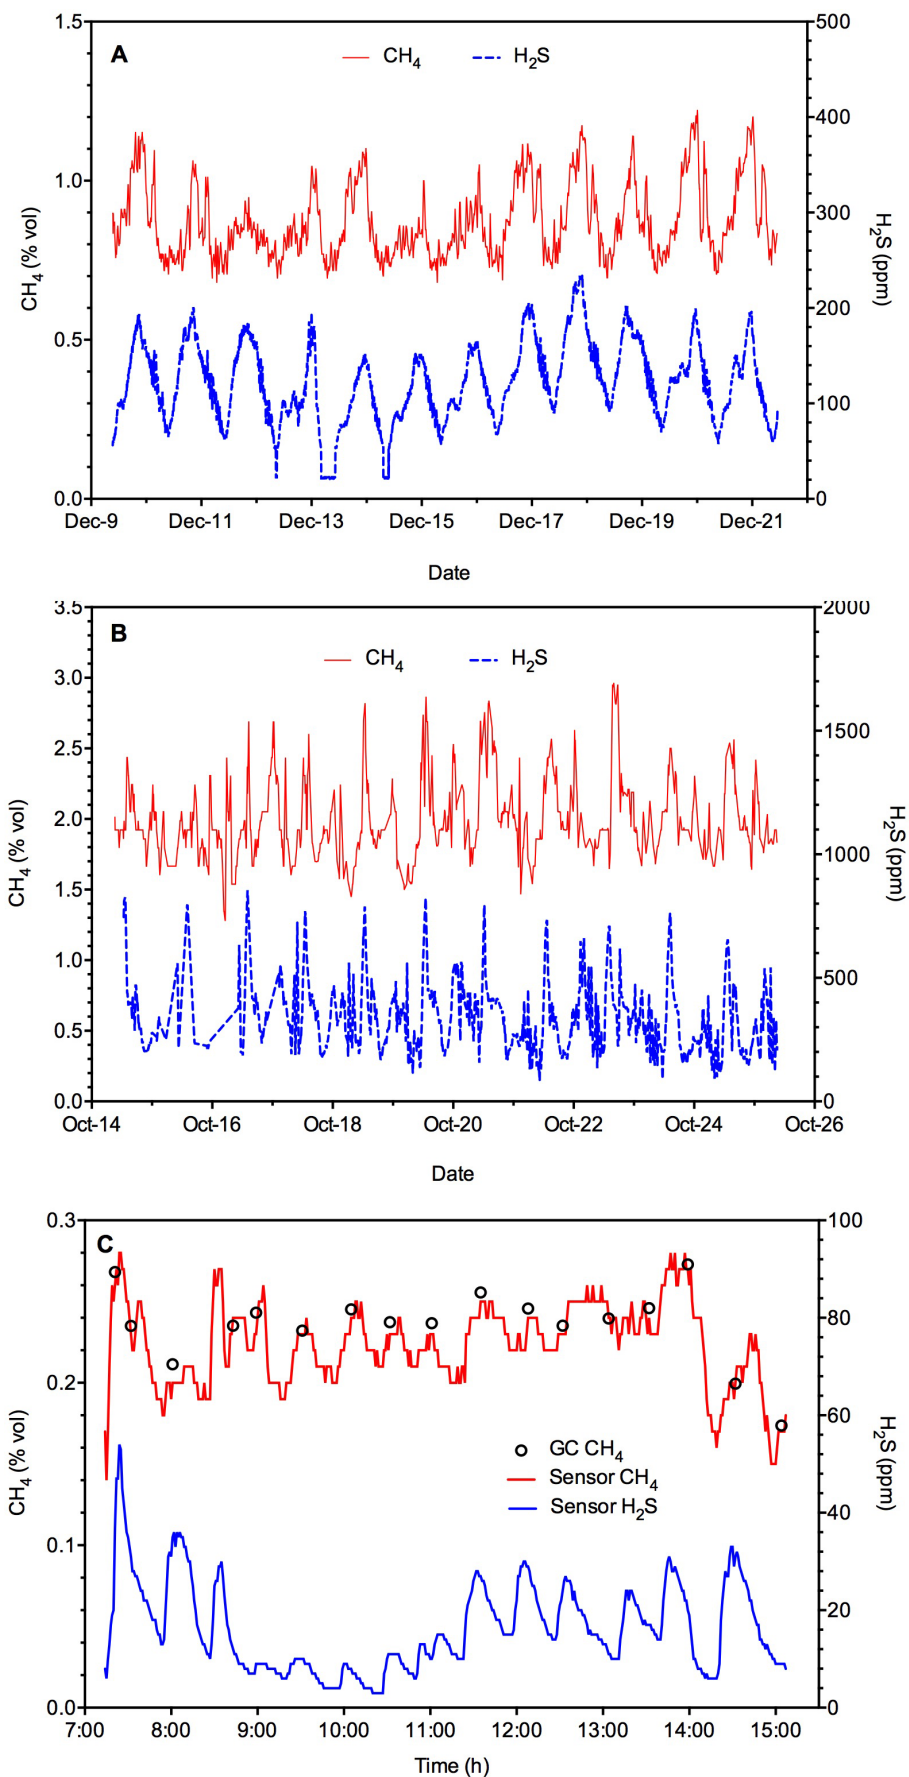 1.5
500
A
CH4
H2S
400
1.0
300
CH4 (% vol)
H2S (ppm)
200
0.5
100
0.0
0
Dec-9 Dec-11 Dec-13 Dec-15 Dec-17 Dec-19 Dec-21
Date
3.5
2000
B
CH4
H2S
3.0
1500
2.5
2.0
CH4 (% vol)
H2S (ppm)
1000
1.5
1.0
500
0.5
0.0
0
Oct-14 Oct-16 Oct-18 Oct-20 Oct-22 Oct-24 Oct-26
Date
0.3
100
C
80
0.2
60
CH4 (% vol)
H2S (ppm)
GC CH4
Sensor CH4
Sensor H2S
40
0.1
20
0.0
0
7:00 8:00 9:00 10:00 11:00 12:00 13:00 14:00 15:00
Time (h)